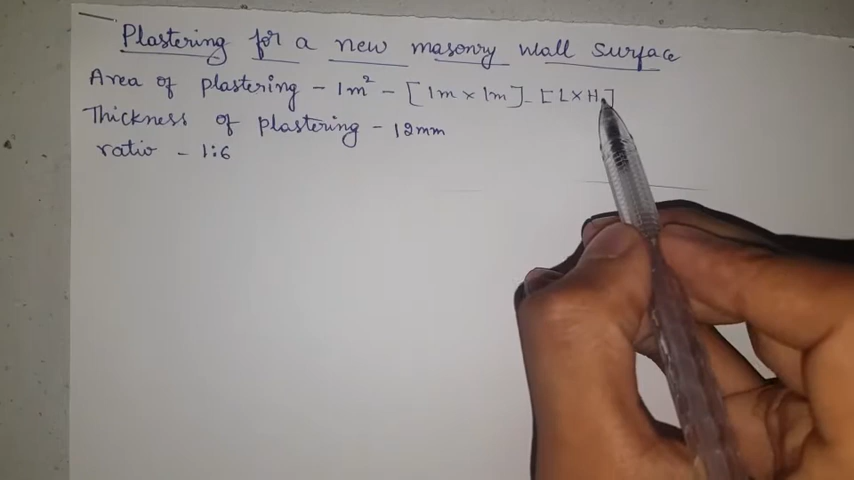 Plastering for a new masonry wall surface
Area of plastering - 1m² - [1m x 1m] - [L x H]
Thickness of plastering - 12mm
ratio - 1:6